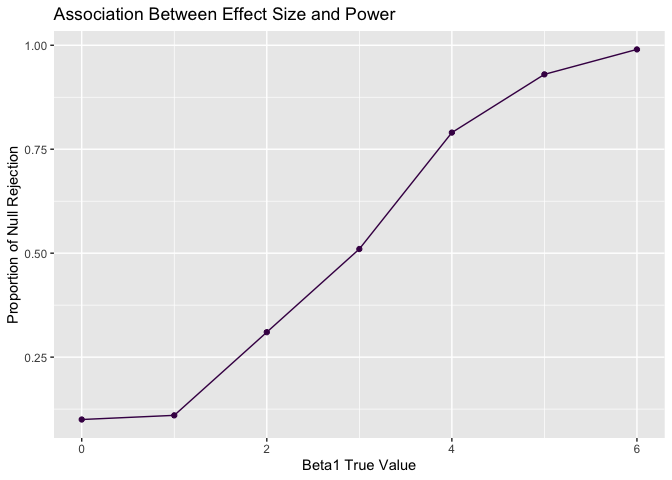 Association Between Effect Size and Power
Proportion of Null Rejection
1.00
0.75
0.50
0.25
0
2
4
6
Beta1 True Value